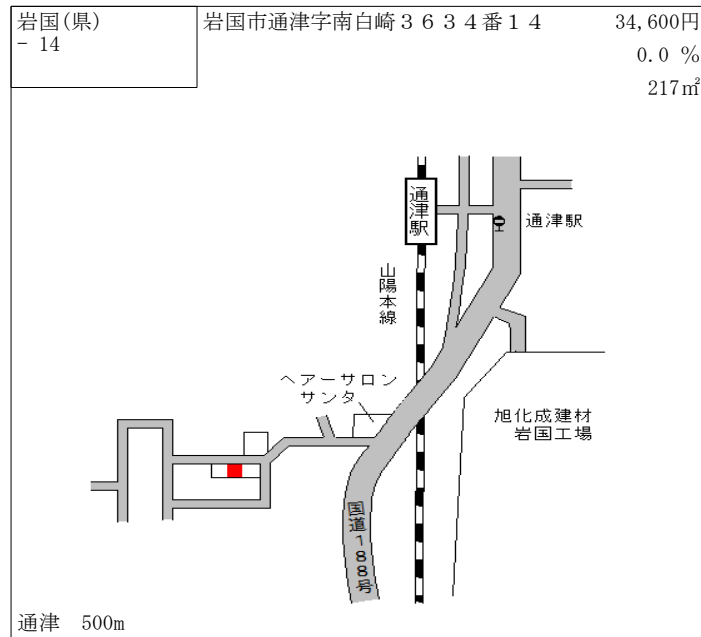 岩国(県)
- 14
岩国市通津字南白崎３６３４番１４
34,600円
0.0 %
217㎡
通津駅
通津駅
山陽本線
ヘアーサロン
サンタ
旭化成建材
岩国工場
国道188号
通津 500m